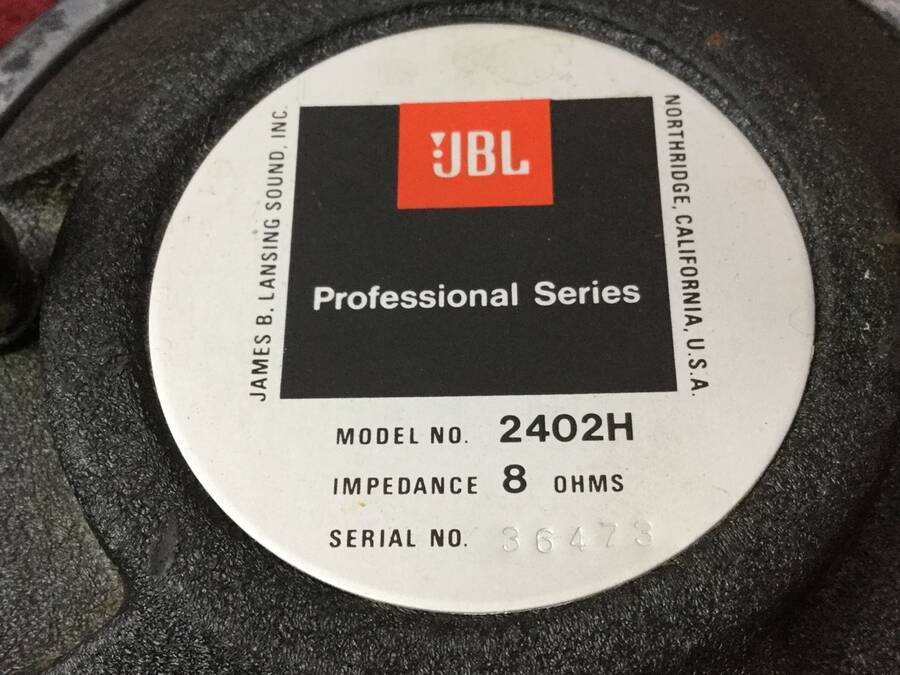 JBL
JAMES B. LANSING SOUND, INC.
NORTHRIDGE, CALIFORNIA, U.S.A.
Professional Series
MODEL NO. 2402H
IMPEDANCE 8 OHMS
SERIAL NO. 36473